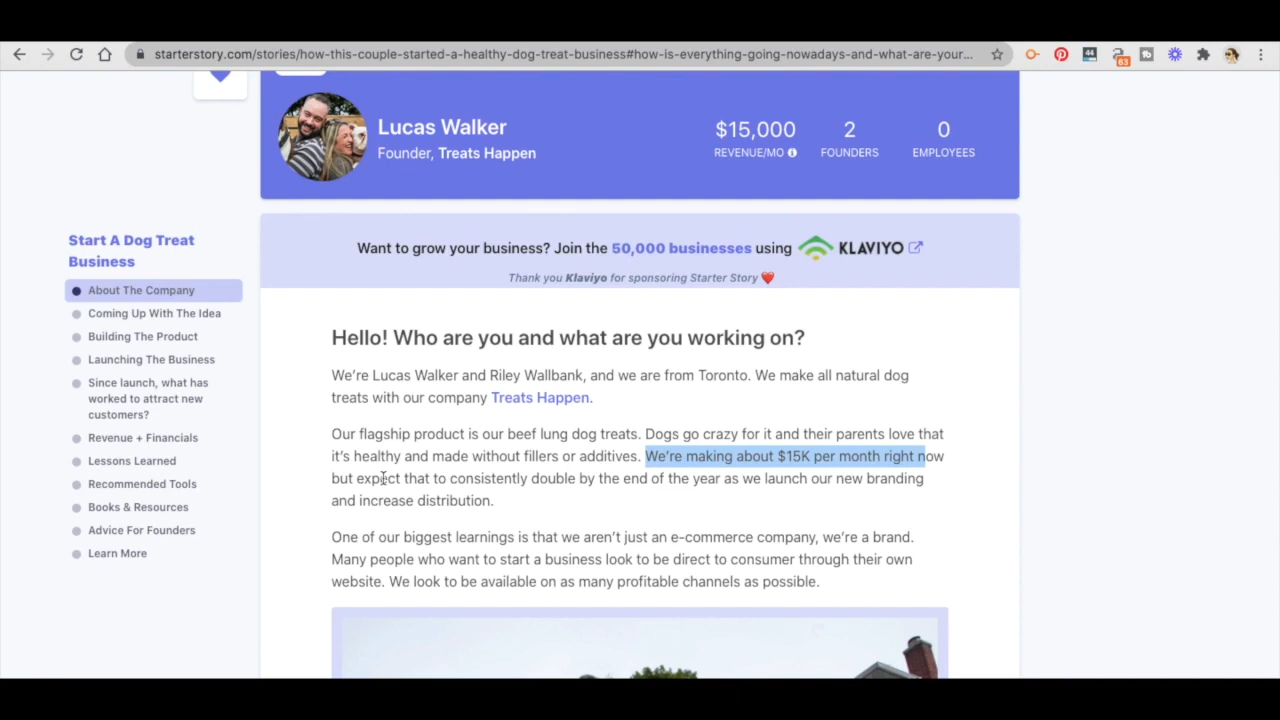 starterstory.com/stories/how-this-couple-started-a-healthy-dog-treat-business#how-is-everything-going-nowadays-and-what-are-your...
44
63
Lucas Walker
Founder, Treats Happen
$15,000
REVENUE/MO
2
FOUNDERS
0
EMPLOYEES
Want to grow your business? Join the 50,000 businesses using KLAVIYO
Thank you Klaviyo for sponsoring Starter Story ❤️
Start A Dog Treat
Business
About The Company
Coming Up With The Idea
Building The Product
Launching The Business
Since launch, what has
worked to attract new
customers?
Revenue + Financials
Lessons Learned
Recommended Tools
Books & Resources
Advice For Founders
Learn More
Hello! Who are you and what are you working on?
We’re Lucas Walker and Riley Wallbank, and we are from Toronto. We make all natural dog
treats with our company Treats Happen.
Our flagship product is our beef lung dog treats. Dogs go crazy for it and their parents love that
it’s healthy and made without fillers or additives. We’re making about $15K per month right now
but expect that to consistently double by the end of the year as we launch our new branding
and increase distribution.
One of our biggest learnings is that we aren’t just an e-commerce company, we’re a brand.
Many people who want to start a business look to be direct to consumer through their own
website. We look to be available on as many profitable channels as possible.